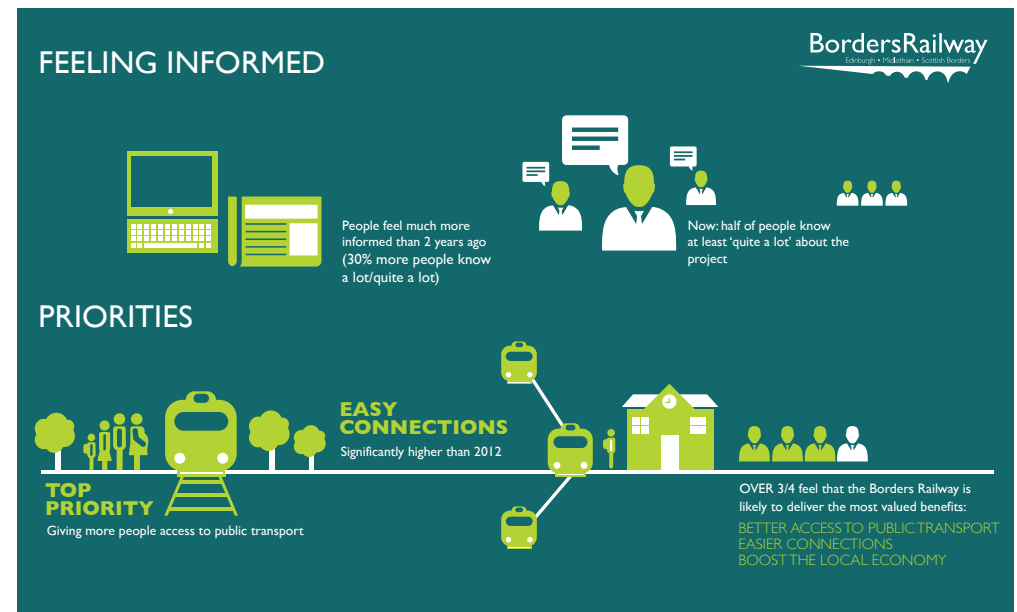 FEELING INFORMED
BordersRailway
Edinburgh • Midlothian • Scottish Borders
People feel much more
informed than 2 years ago
(30% more people know
a lot/quite a lot)
Now: half of people know
at least ‘quite a lot’ about the
project
PRIORITIES
EASY
CONNECTIONS
Significantly higher than 2012
TOP
PRIORITY
Giving more people access to public transport
OVER 3/4 feel that the Borders Railway is
likely to deliver the most valued benefits:
BETTER ACCESS TO PUBLIC TRANSPORT
EASIER CONNECTIONS
BOOST THE LOCAL ECONOMY